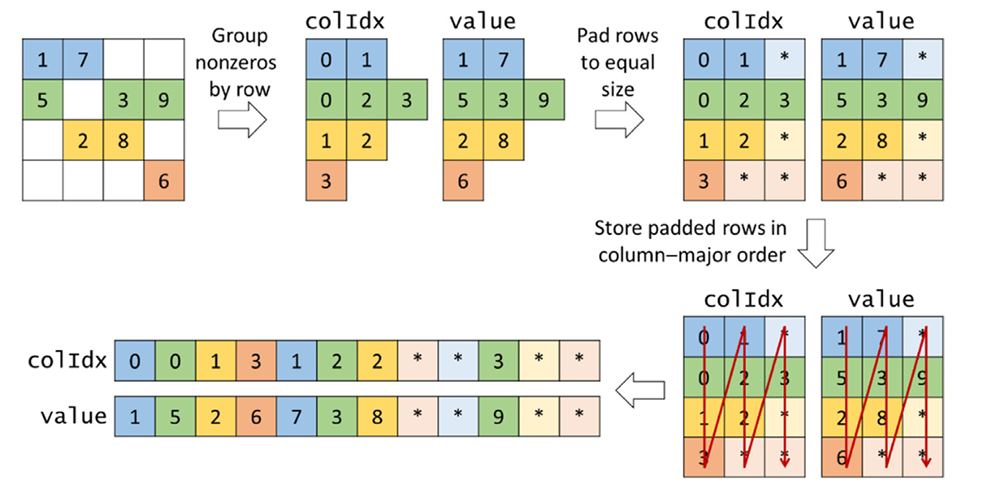 Group
nonzeros
by row
colIdx
value
Pad rows
to equal
size
colIdx
value
1 7
5 3 9
2 8
6
0 1
0 2 3
1 2
3
1 7
5 3 9
2 8
6
0 1 *
0 2 3
1 2 *
3 * *
1 7 *
5 3 9
2 8 *
6 * *
Store padded rows in
column–major order
colIdx
value
0 1 *
0 2 3
1 2 *
3 * *
1 7 *
5 3 9
2 8 *
6 * *
colIdx 0 0 1 3 1 2 2 * * 3 * *
value 1 5 2 6 7 3 8 * * 9 * *